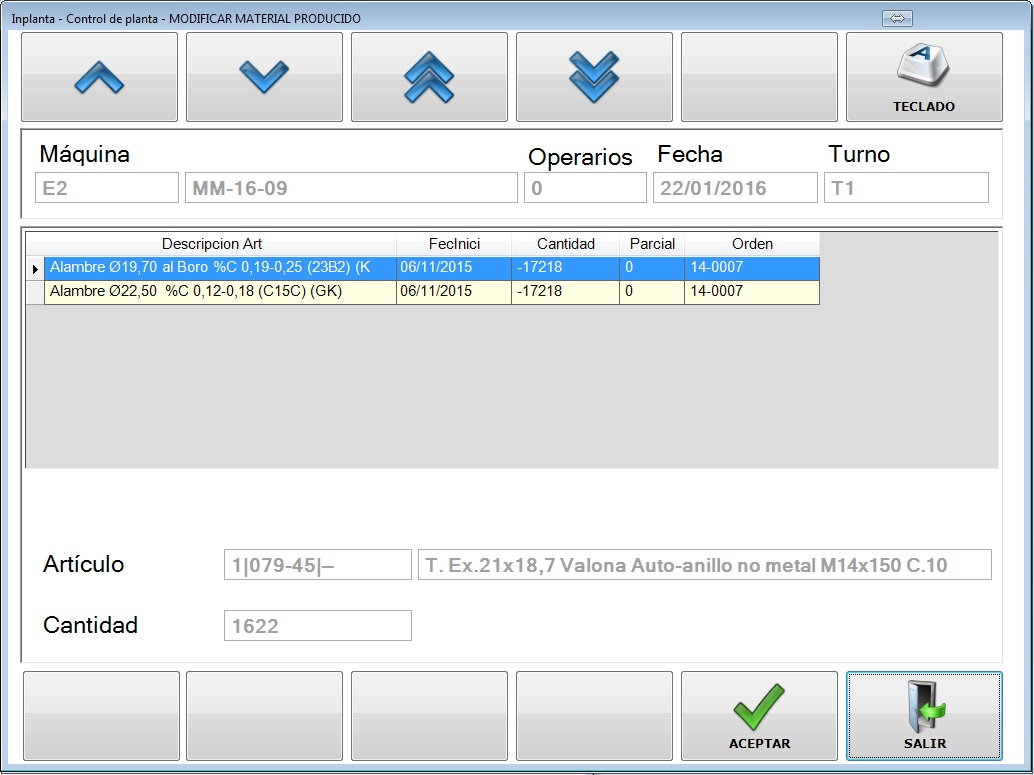 Inplanta - Control de planta - MODIFICAR MATERIAL PRODUCIDO
A
TECLADO
Máquina Operarios Fecha Turno
E2 MM-16-09 0 22/01/2016 T1
Descripcion Art FecInici Cantidad Parcial Orden
Alambre Ø19,70 al Boro %C 0,19-0,25 (23B2) (K 06/11/2015 -17218 0 14-0007
Alambre Ø22,50 %C 0,12-0,18 (C15C) (GK) 06/11/2015 -17218 0 14-0007
Artículo 1|079-45|-- T. Ex.21x18,7 Valona Auto-anillo no metal M14x150 C.10
Cantidad 1622
ACEPTAR SALIR